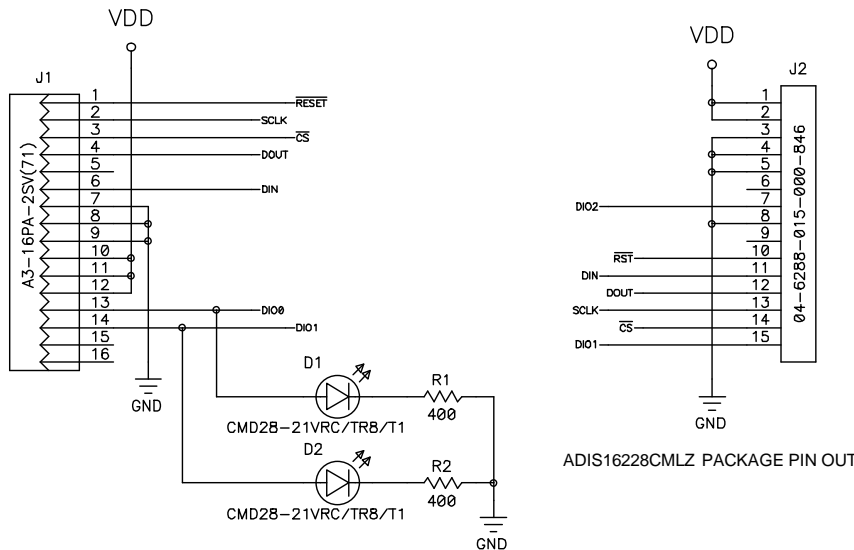 VDD
J1
A3-16PA-2SV(71)
1
2
3
4
5
6
7
8
9
10
11
12
13
14
15
16
RESET
SCLK
CS
DOUT
DIN
DIO0
DIO1
GND
D1
CMD28-21VRC/TR8/T1
R1
400
D2
CMD28-21VRC/TR8/T1
R2
400
GND
VDD
J2
04-6288-015-000-846
1
2
3
4
5
6
7
8
9
10
11
12
13
14
15
DIO2
RST
DIN
DOUT
SCLK
CS
DIO1
GND
ADIS16228CMLZ PACKAGE PIN OUT